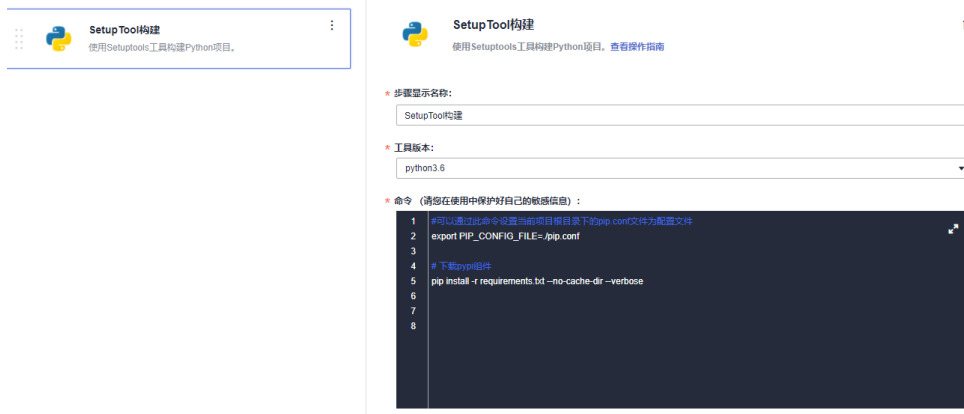 SetupTool构建
使用Setuptools工具构建Python项目。
SetupTool构建
使用Setuptools工具构建Python项目。查看操作指南
* 步骤显示名称：
SetupTool构建
* 工具版本：
python3.6
* 命令 （请您在使用中保护好自己的敏感信息）：
1 #可以通过此命令设置当前项目根目录下的pip.conf文件为配置文件
2 export PIP_CONFIG_FILE=./pip.conf
3
4 # 下载pypi组件
5 pip install -r requirements.txt --no-cache-dir --verbose
6
7
8